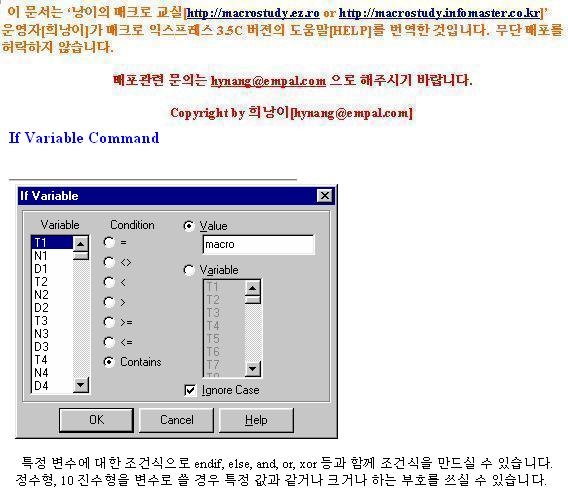 이 문서는 '낭이의 매크로 교실[http://macrostudy.ez.ro or http://macrostudy.infomaster.co.kr]'
운영자[희낭이]가 매크로 익스프레스 3.5C 버젼의 도움말[HELP]를 번역한 것입니다. 무단 배포를
허락하지 않습니다.
배포관련 문의는 hynang@empal.com 으로 해주시기 바랍니다.
Copyright by 희낭이[hynang@empal.com]
If Variable Command
If Variable
Variable
T1
N1
D1
T2
N2
D2
T3
N3
D3
T4
N4
D4
Condition
=
<>
<
>
>=
<=
Contains
Value
macro
Variable
T1
T2
T3
T4
T5
T6
T7
Ignore Case
OK Cancel Help
특정 변수에 대한 조건식으로 endif, else, and, or, xor 등과 함께 조건식을 만드실 수 있습니다.
정수형, 10 진수형을 변수로 쓸 경우 특정 값과 같거나 크거나 하는 부호를 쓰실 수 있습니다.